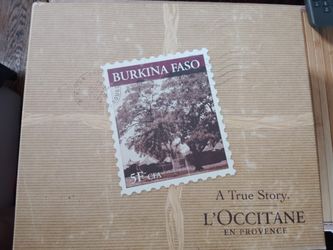 BURKINA FASO
5F CFA
A True Story.
L'OCCITANE
EN PROVENCE